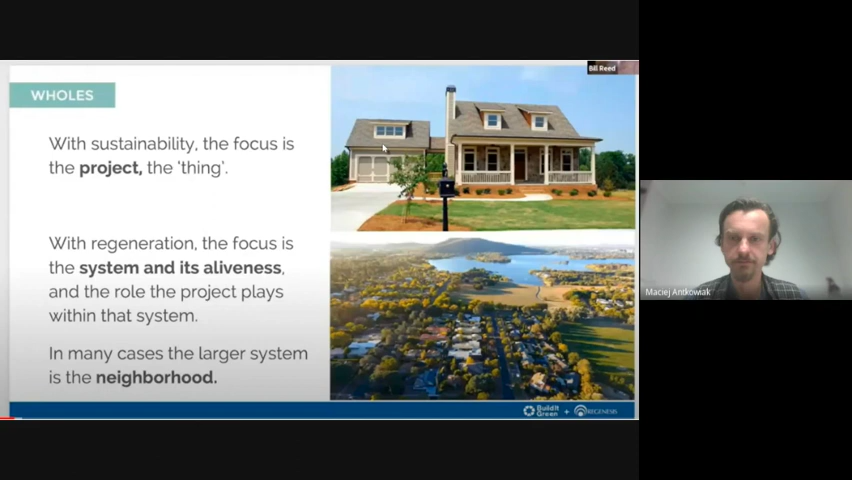 Bill Reed
WHOLES
With sustainability, the focus is
the project, the 'thing'.
With regeneration, the focus is
the system and its aliveness,
and the role the project plays
within that system.
In many cases the larger system
is the neighborhood.
BuildIt
Green + REGENESIS
Maciej Antkowiak